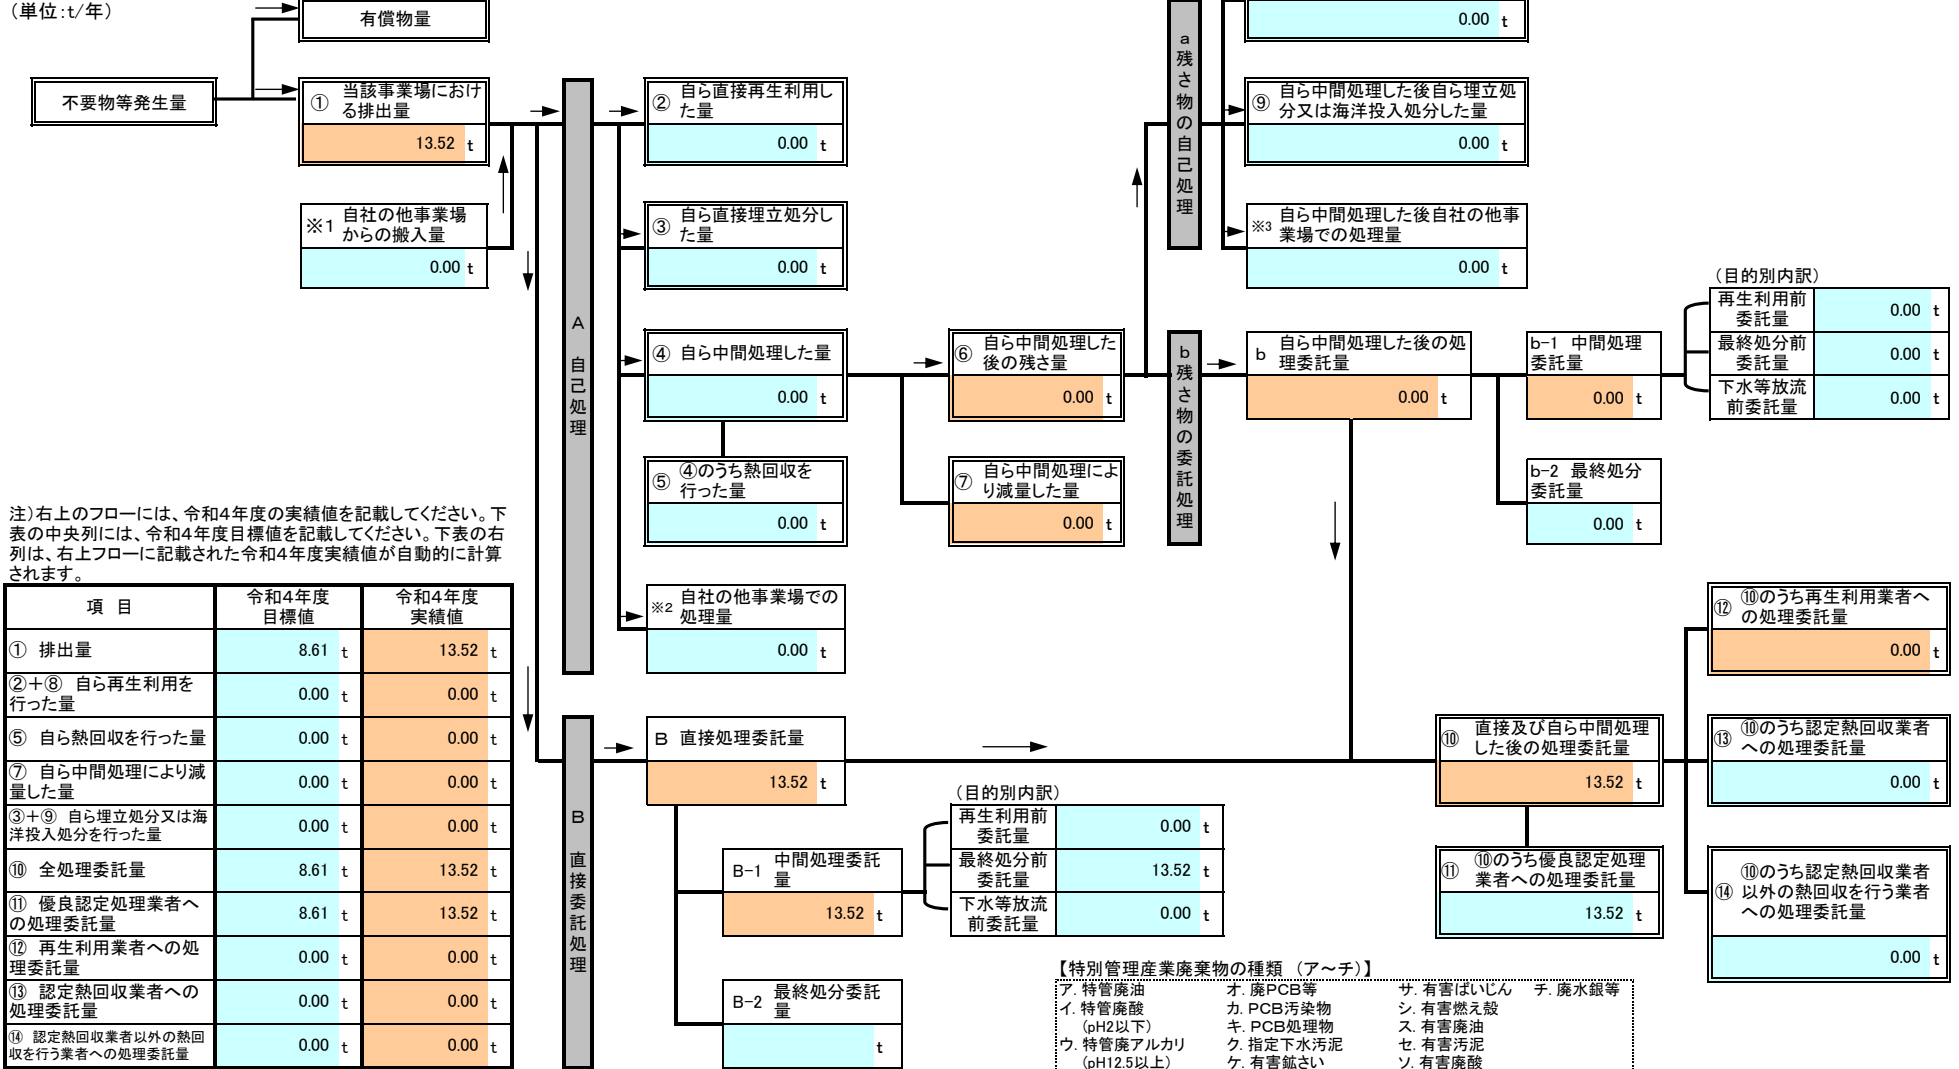 （単位：t/年）
有償物量
不要物等発生量
① 当該事業場におけ
る排出量
13.52 t
※1 自社の他事業場
からの搬入量
0.00 t
A 自己処理
② 自ら直接再生利用し
た量
0.00 t
③ 自ら直接埋立処分し
た量
0.00 t
④ 自ら中間処理した量
0.00 t
⑤ ④のうち熱回収を
行った量
0.00 t
※2 自社の他事業場での
処理量
0.00 t
⑥ 自ら中間処理した
後の残さ量
0.00 t
⑦ 自ら中間処理によ
り減量した量
0.00 t
a 残さ物の自己処理
0.00 t
⑨ 自ら中間処理した後自ら埋立処
分又は海洋投入処分した量
0.00 t
※3 自ら中間処理した後自社の他事
業場での処理量
0.00 t
b 残さ物の委託処理
b 自ら中間処理した後の処
理委託量
0.00 t
b-1 中間処理
委託量
0.00 t
b-2 最終処分
委託量
0.00 t
（目的別内訳）
再生利用前
委託量
0.00 t
最終処分前
委託量
0.00 t
下水等放流
前委託量
0.00 t
注）右上のフローには、令和4年度の実績値を記載してください。下
表の中央列には、令和4年度目標値を記載してください。下表の右
列は、右上フローに記載された令和4年度実績値が自動的に計算
されます。
項 目
令和4年度
目標値
令和4年度
実績値
① 排出量 8.61 t 13.52 t
②＋⑧ 自ら再生利用を
行った量 0.00 t 0.00 t
⑤ 自ら熱回収を行った量 0.00 t 0.00 t
⑦ 自ら中間処理により減
量した量 0.00 t 0.00 t
③＋⑨ 自ら埋立処分又は海
洋投入処分を行った量 0.00 t 0.00 t
⑩ 全処理委託量 8.61 t 13.52 t
⑪ 優良認定処理業者へ
の処理委託量 8.61 t 13.52 t
⑫ 再生利用業者への処
理委託量 0.00 t 0.00 t
⑬ 認定熱回収業者への
処理委託量 0.00 t 0.00 t
⑭ 認定熱回収業者以外の熱回
収を行う業者への処理委託量 0.00 t 0.00 t
B 直接委託処理
B 直接処理委託量
13.52 t
B-1 中間処理委託
量
13.52 t
B-2 最終処分委託
量
t
（目的別内訳）
再生利用前
委託量
0.00 t
最終処分前
委託量
13.52 t
下水等放流
前委託量
0.00 t
⑩ 直接及び自ら中間処理
した後の処理委託量
13.52 t
⑪ ⑩のうち優良認定処理
業者への処理委託量
13.52 t
⑫ ⑩のうち再生利用業者へ
の処理委託量
0.00 t
⑬ ⑩のうち認定熱回収業者
への処理委託量
0.00 t
⑭ ⑩のうち認定熱回収業者
以外の熱回収を行う業者
への処理委託量
0.00 t
【特別管理産業廃棄物の種類 （ア～チ）】
ア. 特管廃油 オ. 廃PCB等 サ. 有害ばいじん チ. 廃水銀等
イ. 特管廃酸 カ. PCB汚染物 シ. 有害燃え殻
（pH2以下） キ. PCB処理物 ス. 有害廃油
ウ. 特管廃アルカリ ク. 指定下水汚泥 セ. 有害汚泥
（pH12.5以上） ケ. 有害鉱さい ソ. 有害廃酸